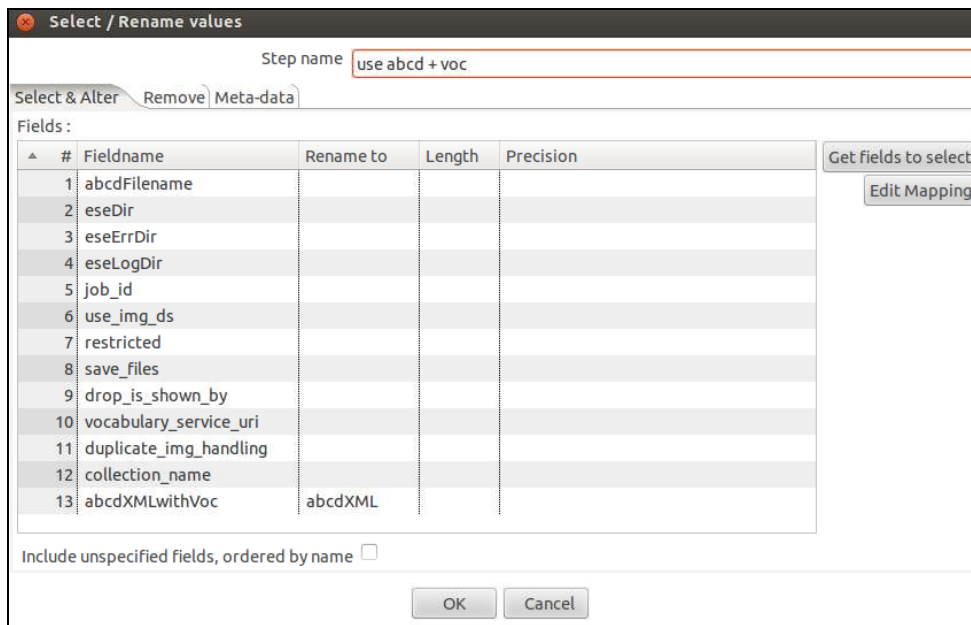 Select / Rename values
Step name use abcd + voc
Select & Alter Remove Meta-data
Fields :
# Fieldname Rename to Length Precision Get fields to select
1 abcdFilename Edit Mapping
2 eseDir
3 eseErrDir
4 eseLogDir
5 job_id
6 use_img_ds
7 restricted
8 save_files
9 drop_is_shown_by
10 vocabulary_service_uri
11 duplicate_img_handling
12 collection_name
13 abcdXMLwithVoc abcdXML
Include unspecified fields, ordered by name
OK Cancel